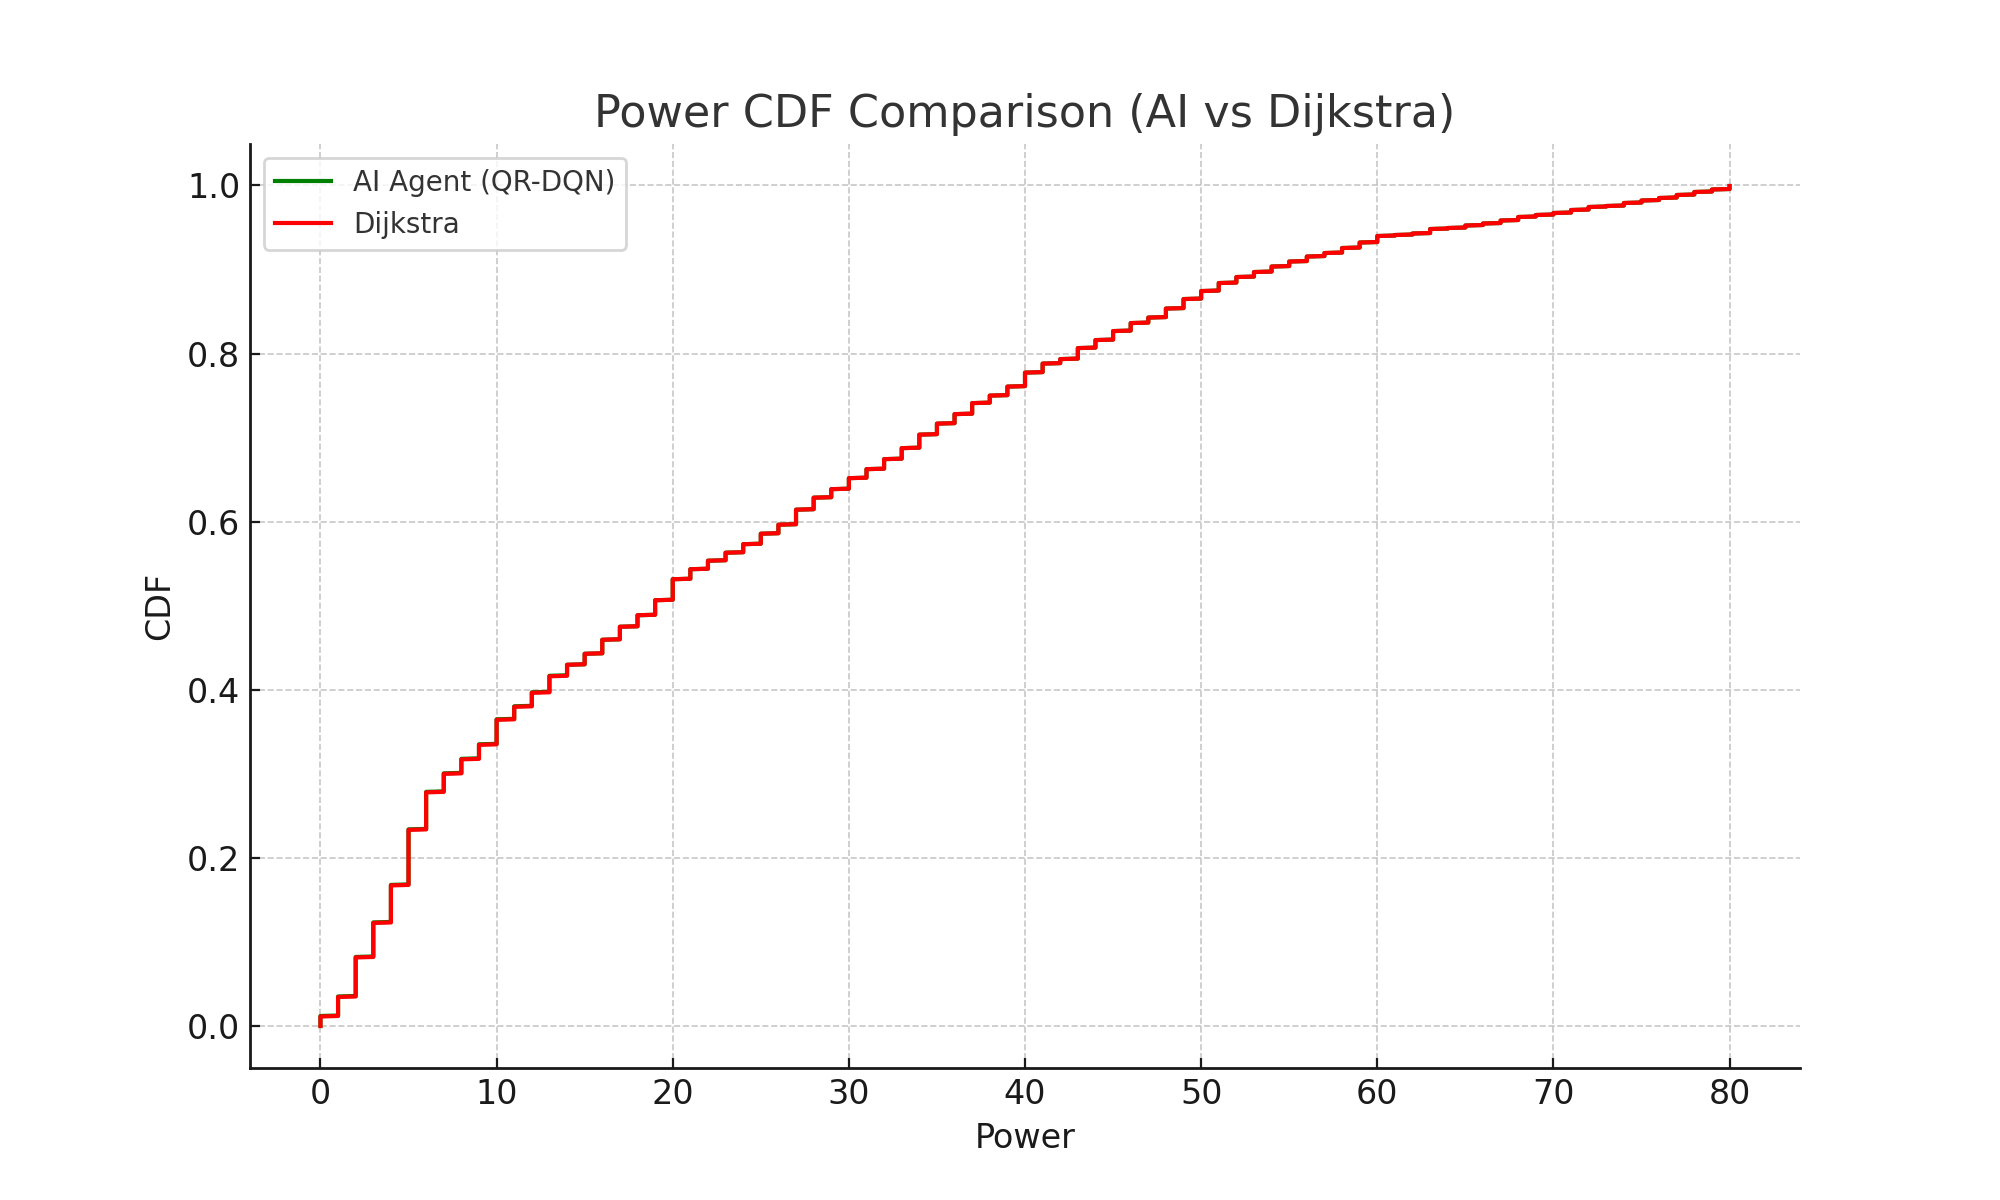 Power CDF Comparison (AI vs Dijkstra)
AI Agent (QR-DQN)
Dijkstra
1.0
0.8
0.6
0.4
0.2
0.0
CDF
0 10 20 30 40 50 60 70 80
Power